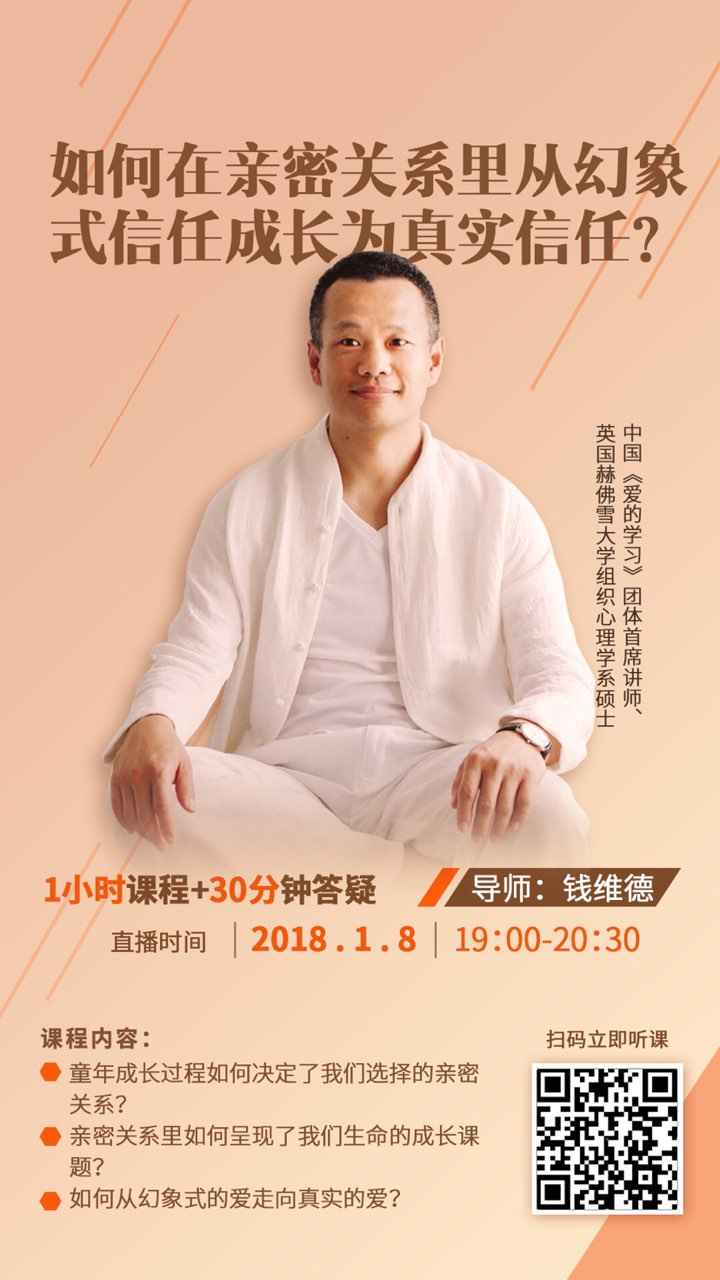 如何在亲密关系里从幻象
式信任成长为真实信任？
中国《爱的学习》团体首席讲师、
英国赫佛雪大学组织心理学系硕士
1小时课程+30分钟答疑
导师：钱维德
直播时间 2018.1.8 19:00-20:30
课程内容：
童年成长过程如何决定了我们选择的亲密
关系？
亲密关系里如何呈现了我们生命的成长课
题？
如何从幻象式的爱走向真实的爱？
扫码立即听课